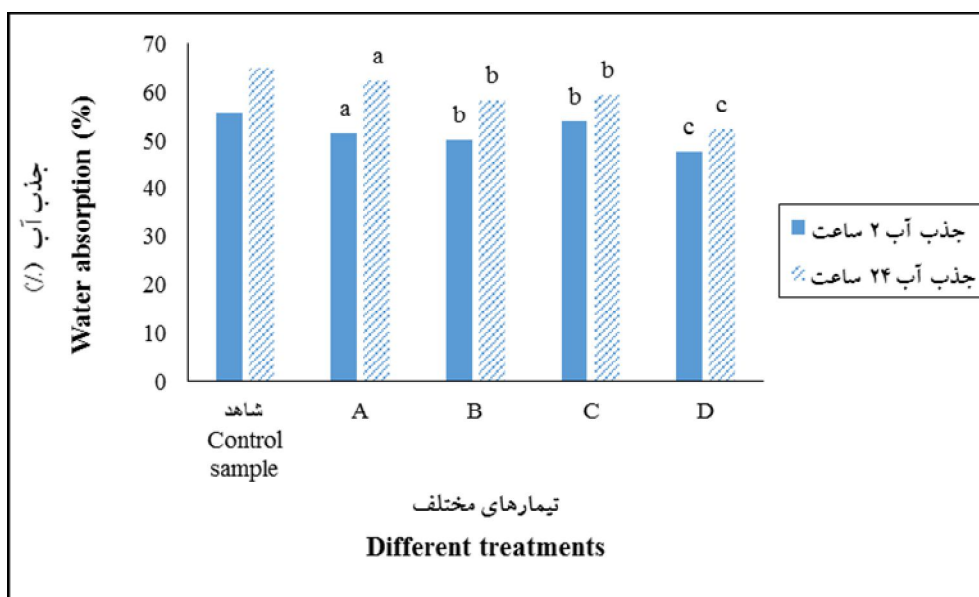 جذب آب (٪)
Water absorption (%)
70
60
50
40
30
20
10
0
a
a
b
b
b
b
c
c
شاهد
Control
sample
A
B
C
D
تیمارهای مختلف
Different treatments
جذب آب ۲ ساعت
جذب آب ۲۴ ساعت